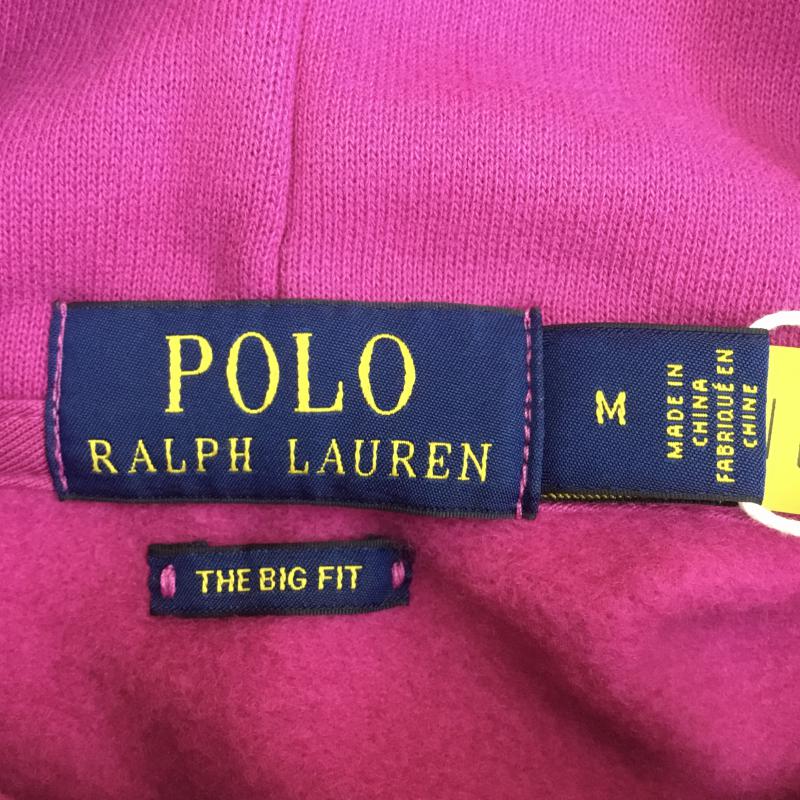 POLO
RALPH LAUREN
M
MADE IN
CHINA
FABRIQUÉ EN
CHINE
THE BIG FIT